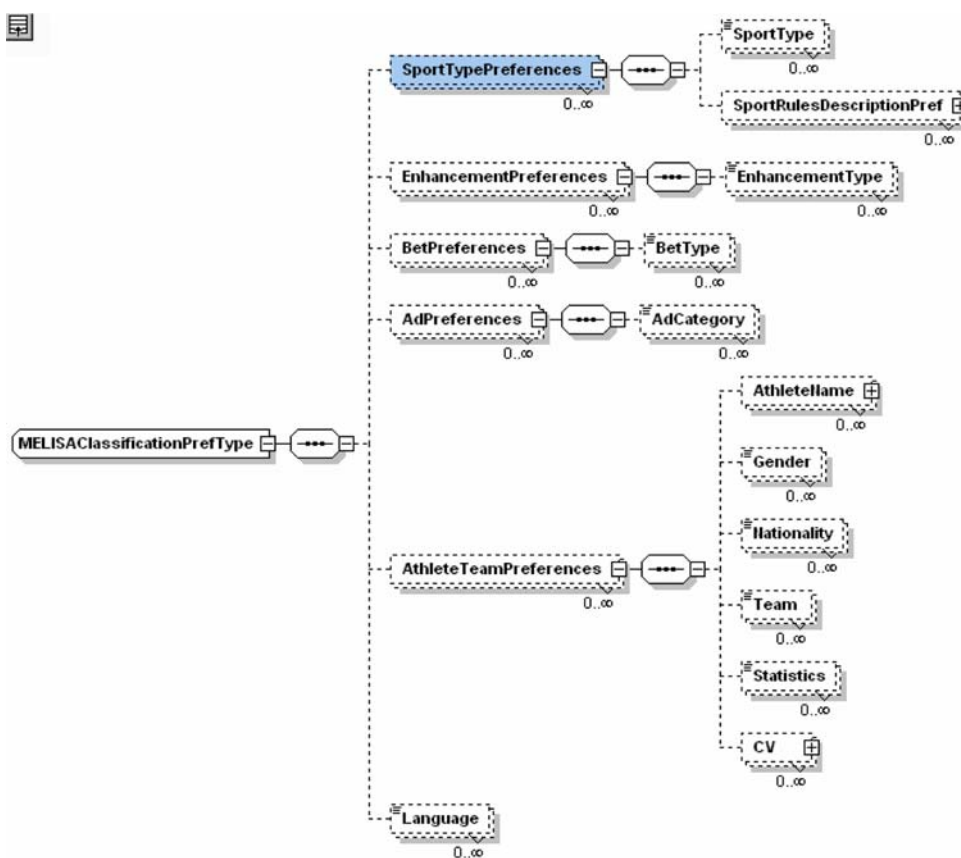 SportType
0..∞
SportTypePreferences
0..∞
SportRulesDescriptionPref
0..∞
EnhancementPreferences
0..∞
EnhancementType
0..∞
BetPreferences
0..∞
BetType
0..∞
AdPreferences
0..∞
AdCategory
0..∞
MELISAClassificationPrefType
AthleteTeamPreferences
0..∞
AthleteName
0..∞
Gender
0..∞
Nationality
0..∞
Team
0..∞
Statistics
0..∞
CV
0..∞
Language
0..∞